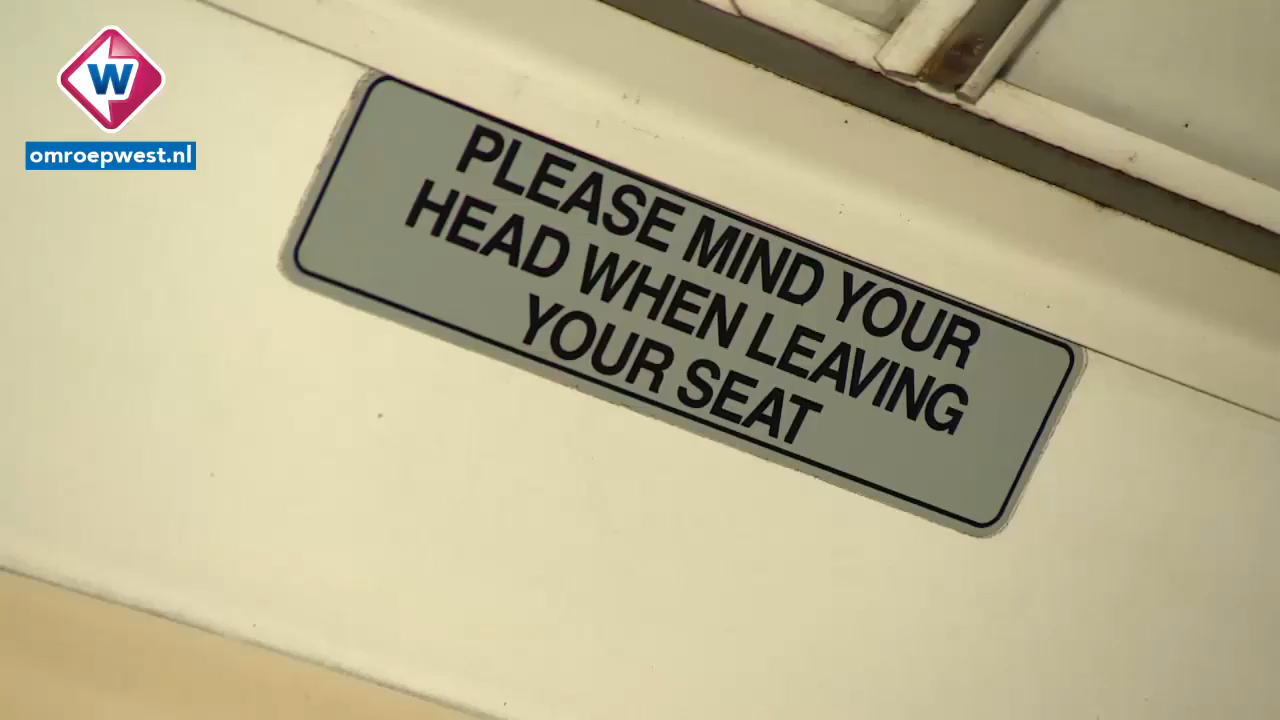 W
omroepwest.nl
PLEASE MIND YOUR
HEAD WHEN LEAVING
YOUR SEAT